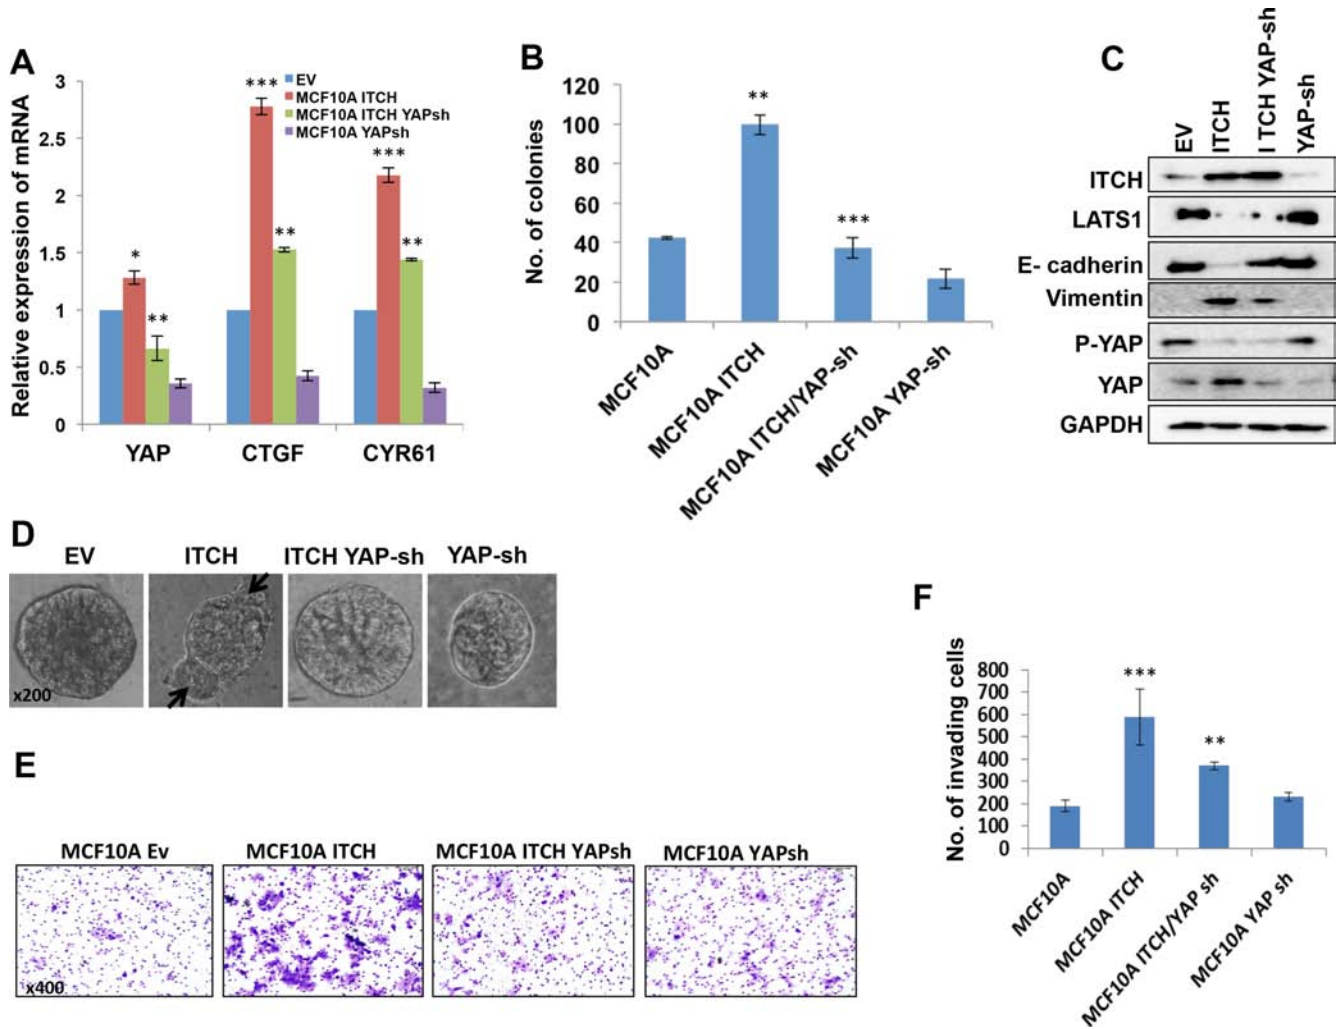 A
3
2.5
2
1.5
1
0.5
0
Relative expression of mRNA
EV
MCF10A ITCH
MCF10A ITCH YAPsh
MCF10A YAPsh
*
**
***
**
***
**
YAP CTGF CYR61
B
120
100
80
60
40
20
0
No. of colonies
**
***
MCF10A
MCF10A ITCH
MCF10A ITCH/YAP-sh
MCF10A YAP-sh
C
EV
ITCH
ITCH YAP-sh
YAP-sh
ITCH
LATS1
E- cadherin
Vimentin
P-YAP
YAP
GAPDH
D
EV ITCH ITCH YAP-sh YAP-sh
x200
E
MCF10A Ev MCF10A ITCH MCF10A ITCH YAPsh MCF10A YAPsh
x400
F
800
700
600
500
400
300
200
100
0
No. of invading cells
***
**
MCF10A
MCF10A ITCH
MCF10A ITCH/YAP sh
MCF10A YAP sh